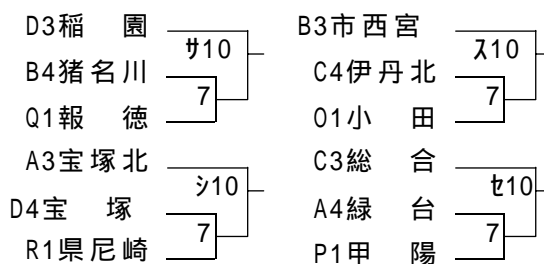 D3稲　園
サ10
B4猪名川
7
Q1報　徳
A3宝塚北
シ10
D4宝　塚
7
R1県尼崎
B3市西宮
ス10
C4伊丹北
7
O1小　田
C3総　合
セ10
A4緑　台
7
P1甲　陽